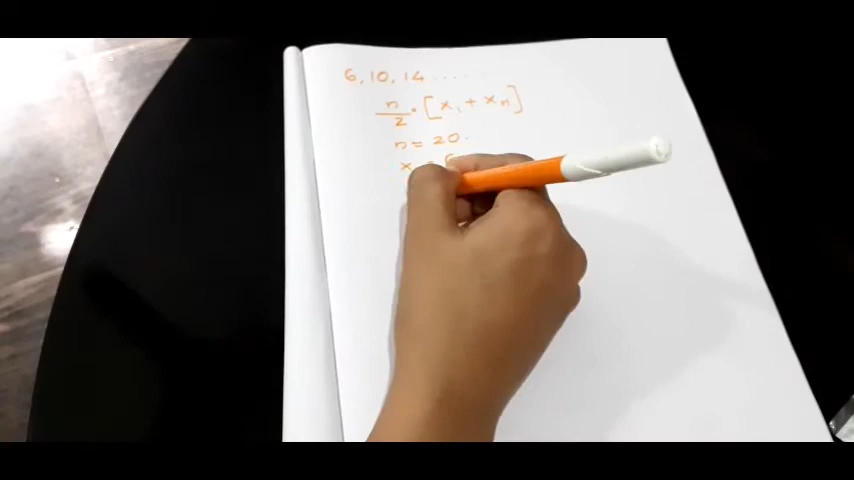 6, 10, 14 .....
n/2 • [x₁ + xₙ]
n = 20.
x =